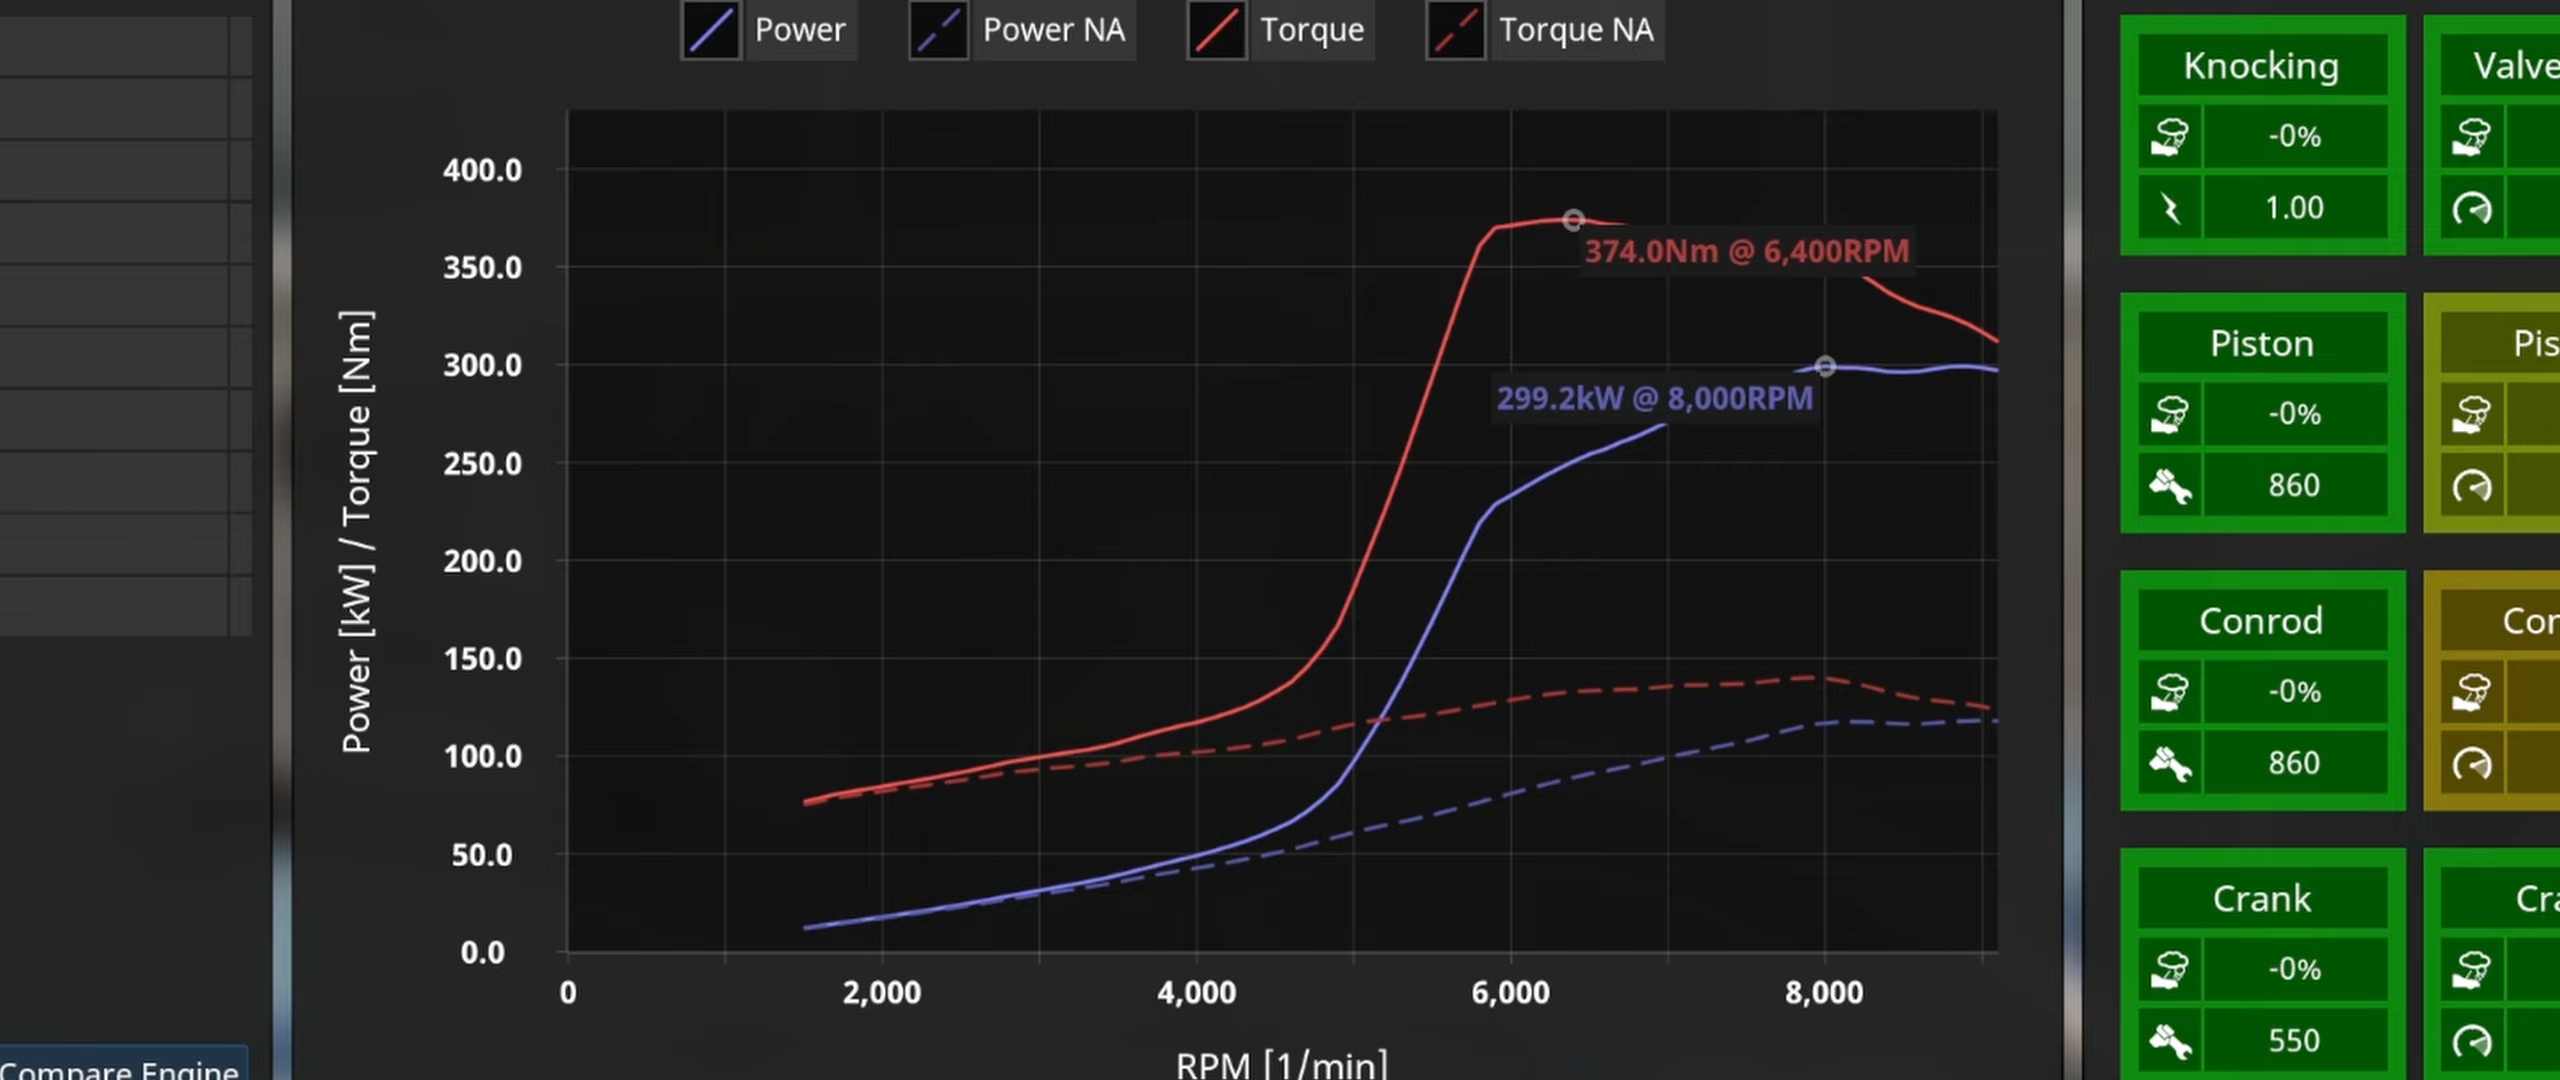 Power
Power NA
Torque
Torque NA
400.0
350.0
300.0
250.0
200.0
150.0
100.0
50.0
0.0
Power [kW] / Torque [Nm]
374.0Nm @ 6,400RPM
299.2kW @ 8,000RPM
0
2,000
4,000
6,000
8,000
RPM [1/min]
Compare Engine
Knocking
-0%
1.00
Valve
Piston
-0%
860
Pis
Conrod
-0%
860
Con
Crank
-0%
550
Cra